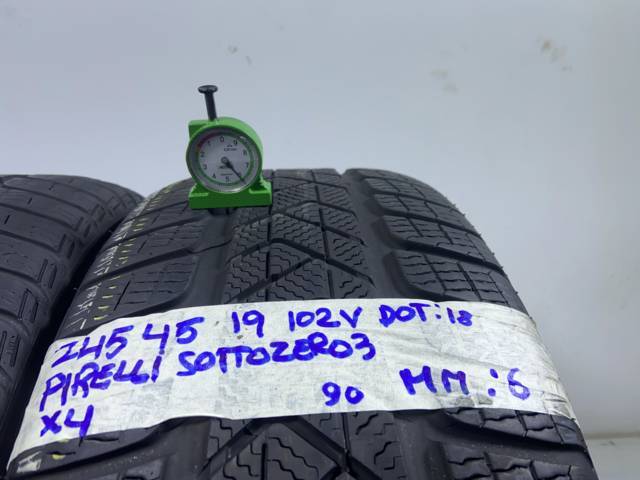 245 45 19 102V DOT:18
PIRELLI SOTTOZERO3
X4 90 MM:6